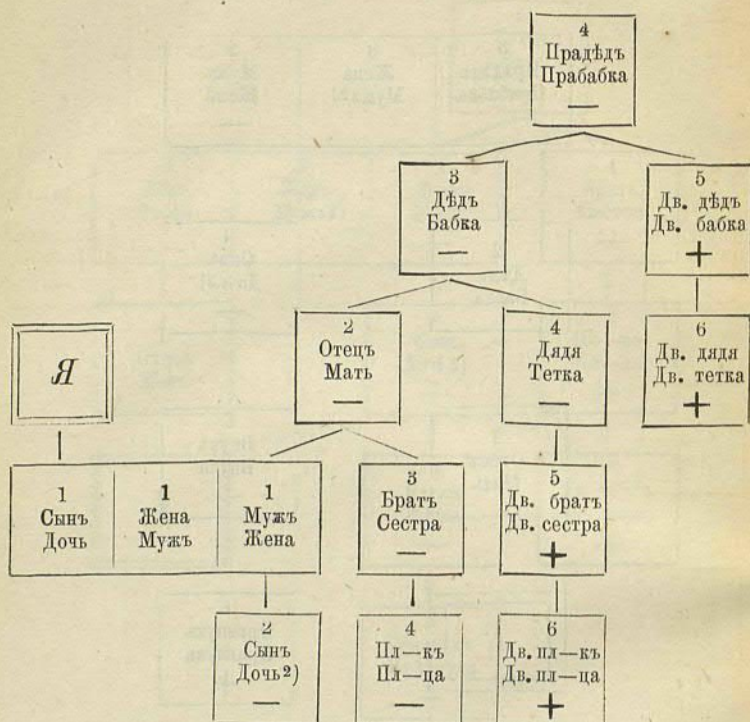 4
Прадѣдъ
Прабабка
—
3
Дѣдъ
Бабка
—
5
Дв. дѣдъ
Дв. бабка
+
Я
2
Отецъ
Мать
—
4
Дядя
Тетка
—
6
Дв. дядя
Дв. тетка
+
1
Сынъ
Дочь
1
Жена
Мужъ
1
Мужъ
Жена
3
Братъ
Сестра
—
5
Дв. братъ
Дв. сестра
+
2
Сынъ
Дочь²)
—
4
Пл—къ
Пл—ца
—
6
Дв. пл—къ
Дв. пл—ца
+